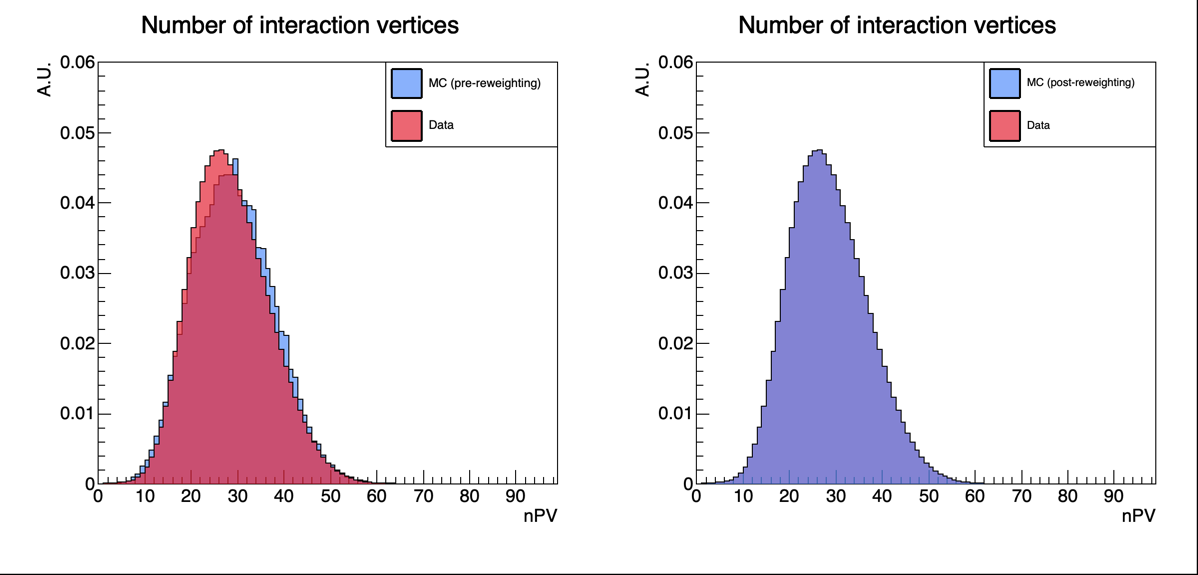 Number of interaction vertices
A.U.
0.06
0.05
0.04
0.03
0.02
0.01
0
MC (pre-reweighting)
Data
0 10 20 30 40 50 60 70 80 90
nPV
Number of interaction vertices
A.U.
0.06
0.05
0.04
0.03
0.02
0.01
0
MC (post-reweighting)
Data
0 10 20 30 40 50 60 70 80 90
nPV